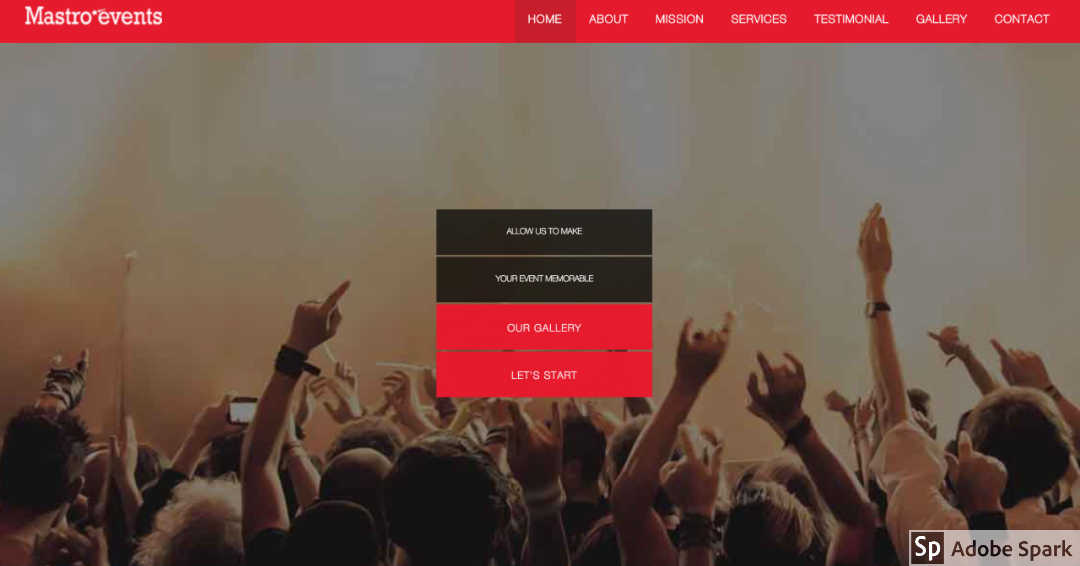 Mastro events
HOME ABOUT MISSION SERVICES TESTIMONIAL GALLERY CONTACT
ALLOW US TO MAKE
YOUR EVENT MEMORABLE
OUR GALLERY
LET'S START
Sp Adobe Spark